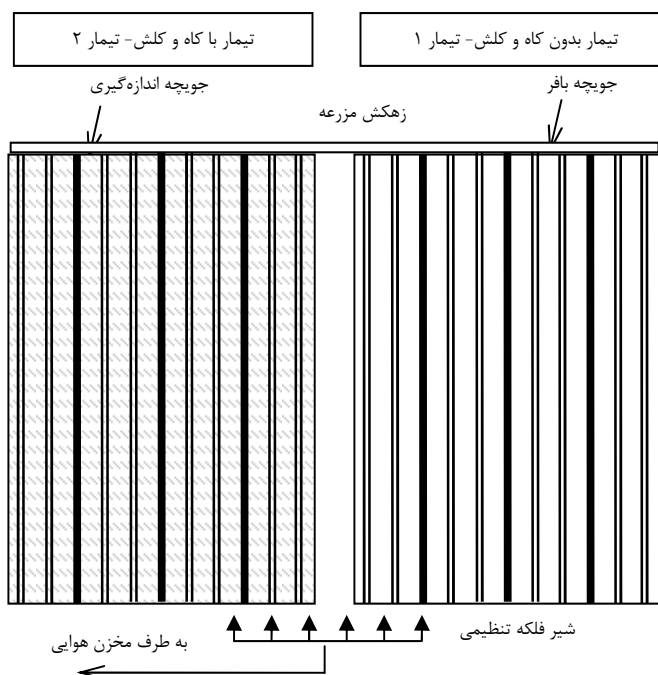 تیمار بدون کاه و کلش- تیمار ۱
تیمار با کاه و کلش- تیمار ۲
جویچه بافر
جویچه اندازه‌گیری
زهکش مزرعه
شیر فلکه تنظیمی
به طرف مخزن هوایی